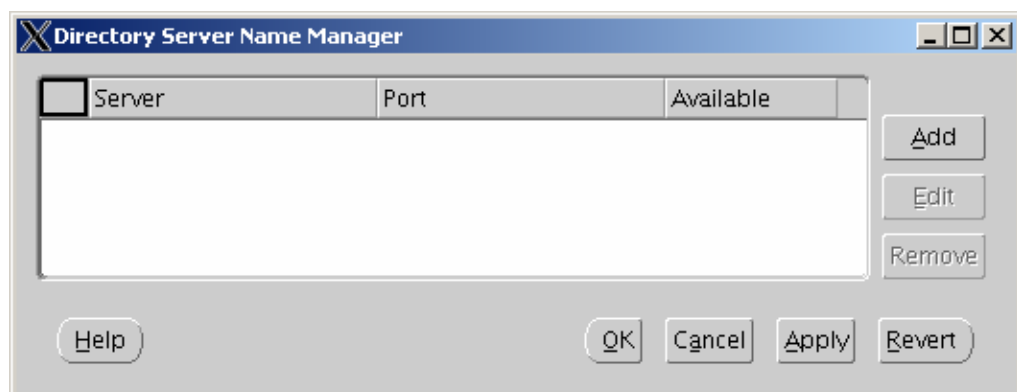 Directory Server Name Manager
Server Port Available
Add
Edit
Remove
Help OK Cancel Apply Revert